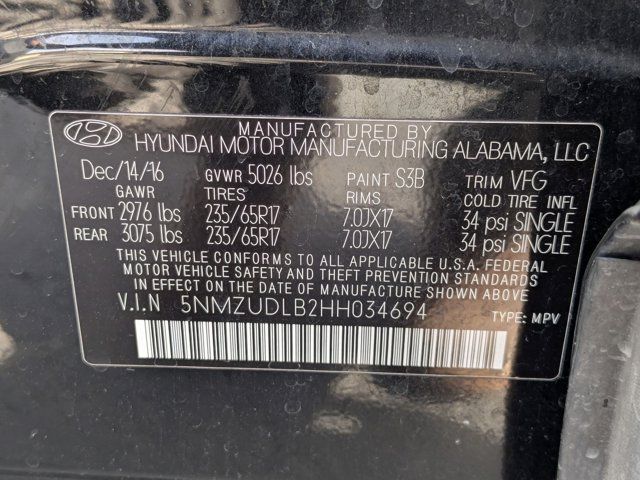 MANUFACTURED BY
HYUNDAI MOTOR MANUFACTURING ALABAMA, LLC
Dec/14/16 GVWR 5026 lbs PAINT S3B TRIM VFG
GAWR TIRES RIMS COLD TIRE INFL
FRONT 2976 lbs 235/65R17 7.0JX17 34 psi SINGLE
REAR 3075 lbs 235/65R17 7.0JX17 34 psi SINGLE
THIS VEHICLE CONFORMS TO ALL APPLICABLE U.S.A. FEDERAL
MOTOR VEHICLE SAFETY AND THEFT PREVENTION STANDARDS
IN EFFECT ON THE DATE OF MANUFACTURE SHOWN ABOVE.
V.I.N 5NMZUDLB2HH034694
TYPE: MPV